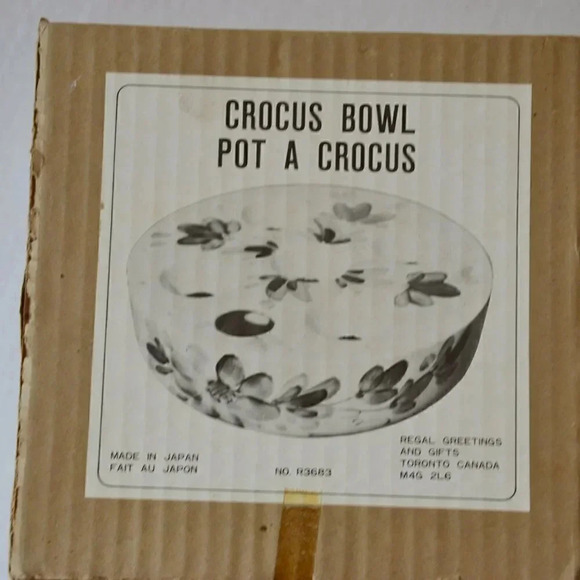 CROCUS BOWL
POT A CROCUS
MADE IN JAPAN
FAIT AU JAPON
NO. R3683
REGAL GREETINGS
AND GIFTS
TORONTO CANADA
M4G 2L6